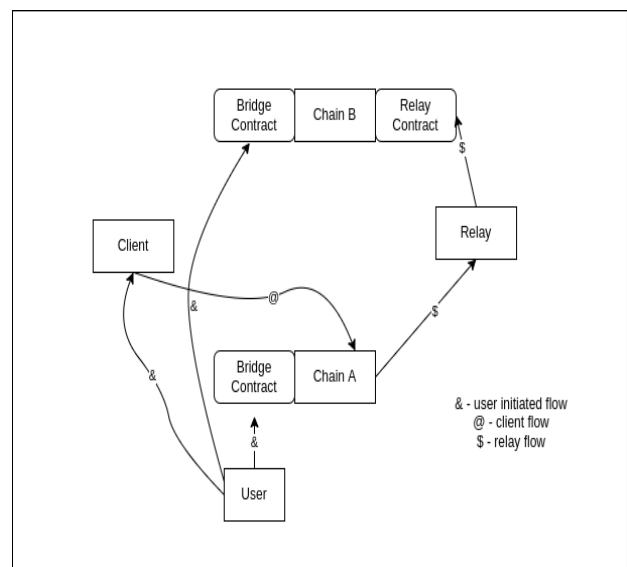 Bridge
Contract
Chain B
Relay
Contract
$
Client
Relay
@
&
$
Bridge
Contract
Chain A
&
& - user initiated flow
@ - client flow
$ - relay flow
&
User